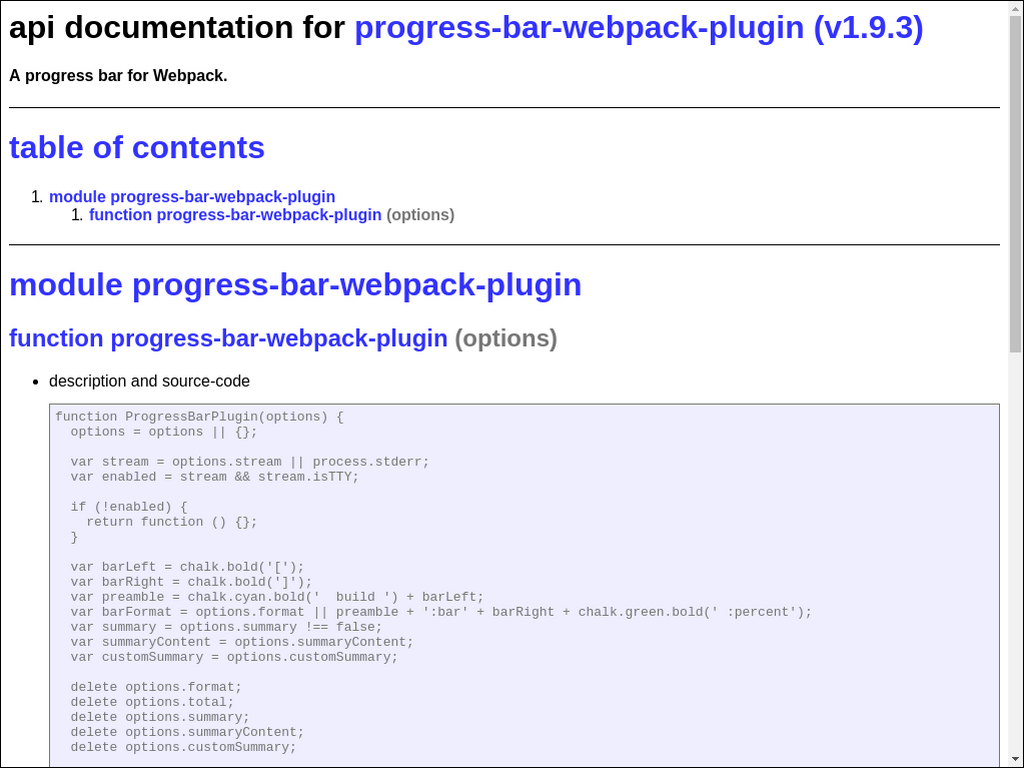 api documentation for progress-bar-webpack-plugin (v1.9.3)
A progress bar for Webpack.
table of contents
1. module progress-bar-webpack-plugin
1. function progress-bar-webpack-plugin (options)
module progress-bar-webpack-plugin
function progress-bar-webpack-plugin (options)
• description and source-code
function ProgressBarPlugin(options) {
  options = options || {};

  var stream = options.stream || process.stderr;
  var enabled = stream && stream.isTTY;

  if (!enabled) {
    return function () {};
  }

  var barLeft = chalk.bold('[');
  var barRight = chalk.bold(']');
  var preamble = chalk.cyan.bold('  build ') + barLeft;
  var barFormat = options.format || preamble + ':bar' + barRight + chalk.green.bold(' :percent');
  var summary = options.summary !== false;
  var summaryContent = options.summaryContent;
  var customSummary = options.customSummary;

  delete options.format;
  delete options.total;
  delete options.summary;
  delete options.summaryContent;
  delete options.customSummary;